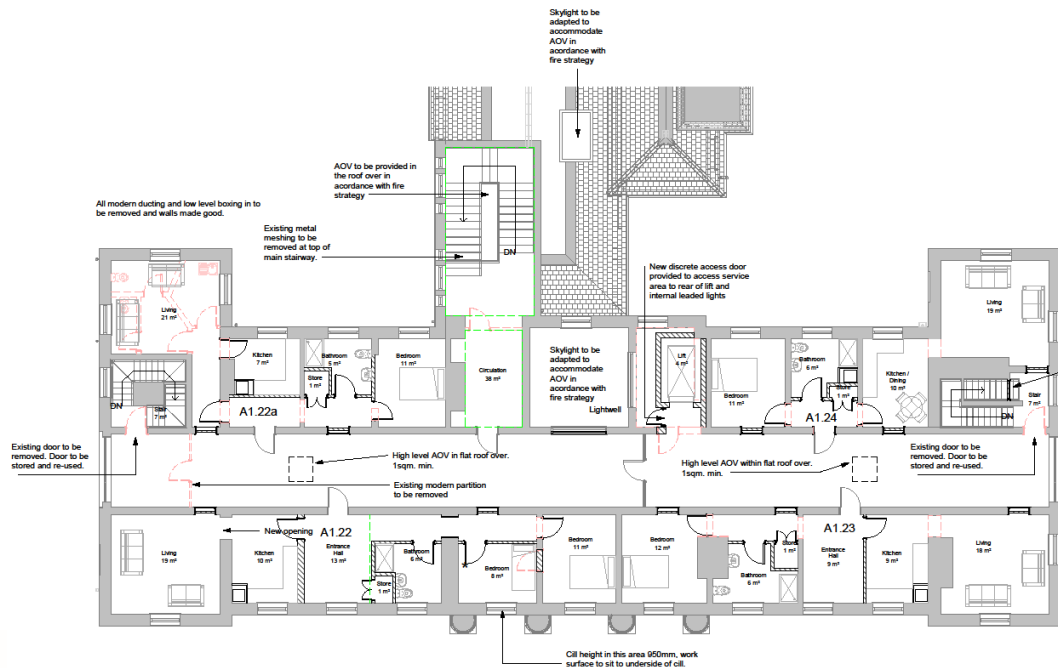 Skylight to be
adapted to
accommodate
AOV in
acordance with
fire strategy
AOV to be provided in
the roof over in
acordance with fire
strategy
All modern ducting and low level boxing in to
be removed and walls made good.
Existing metal
meshing to be
removed at top of
main stairway.
DN
New discrete access door
provided to access service
area to rear of lift and
internal leaded lights
Living
21 m²
Living
19 m²
Kitchen
7 m²
Bathroom
5 m²
Store
1 m²
Bedroom
11 m²
Circulation
38 m²
Skylight to be
adapted to
accommodate
AOV in
acordance with
fire strategy
Lightwell
Lift
4 m²
Bedroom
11 m²
Bathroom
6 m²
Store
1 m²
Kitchen /
Dining
10 m²
DN
Stair
7 m²
A1.22a
A1.24
DN
Stair
7 m²
Existing door to be
removed. Door to be
stored and re-used.
High level AOV in flat roof over.
1sqm. min.
Existing modern partition
to be removed
High level AOV within flat roof over.
1sqm. min.
Existing door to be
removed. Door to be
stored and re-used.
New opening
A1.22
Living
19 m²
Kitchen
10 m²
Entrance
Hall
13 m²
Bathroom
6 m²
Store
1 m²
Bedroom
8 m²
Bedroom
11 m²
Bedroom
12 m²
Store
1 m²
Bathroom
6 m²
A1.23
Entrance
Hall
9 m²
Kitchen
9 m²
Living
18 m²
Cill height in this area 950mm, work
surface to sit to underside of cill.